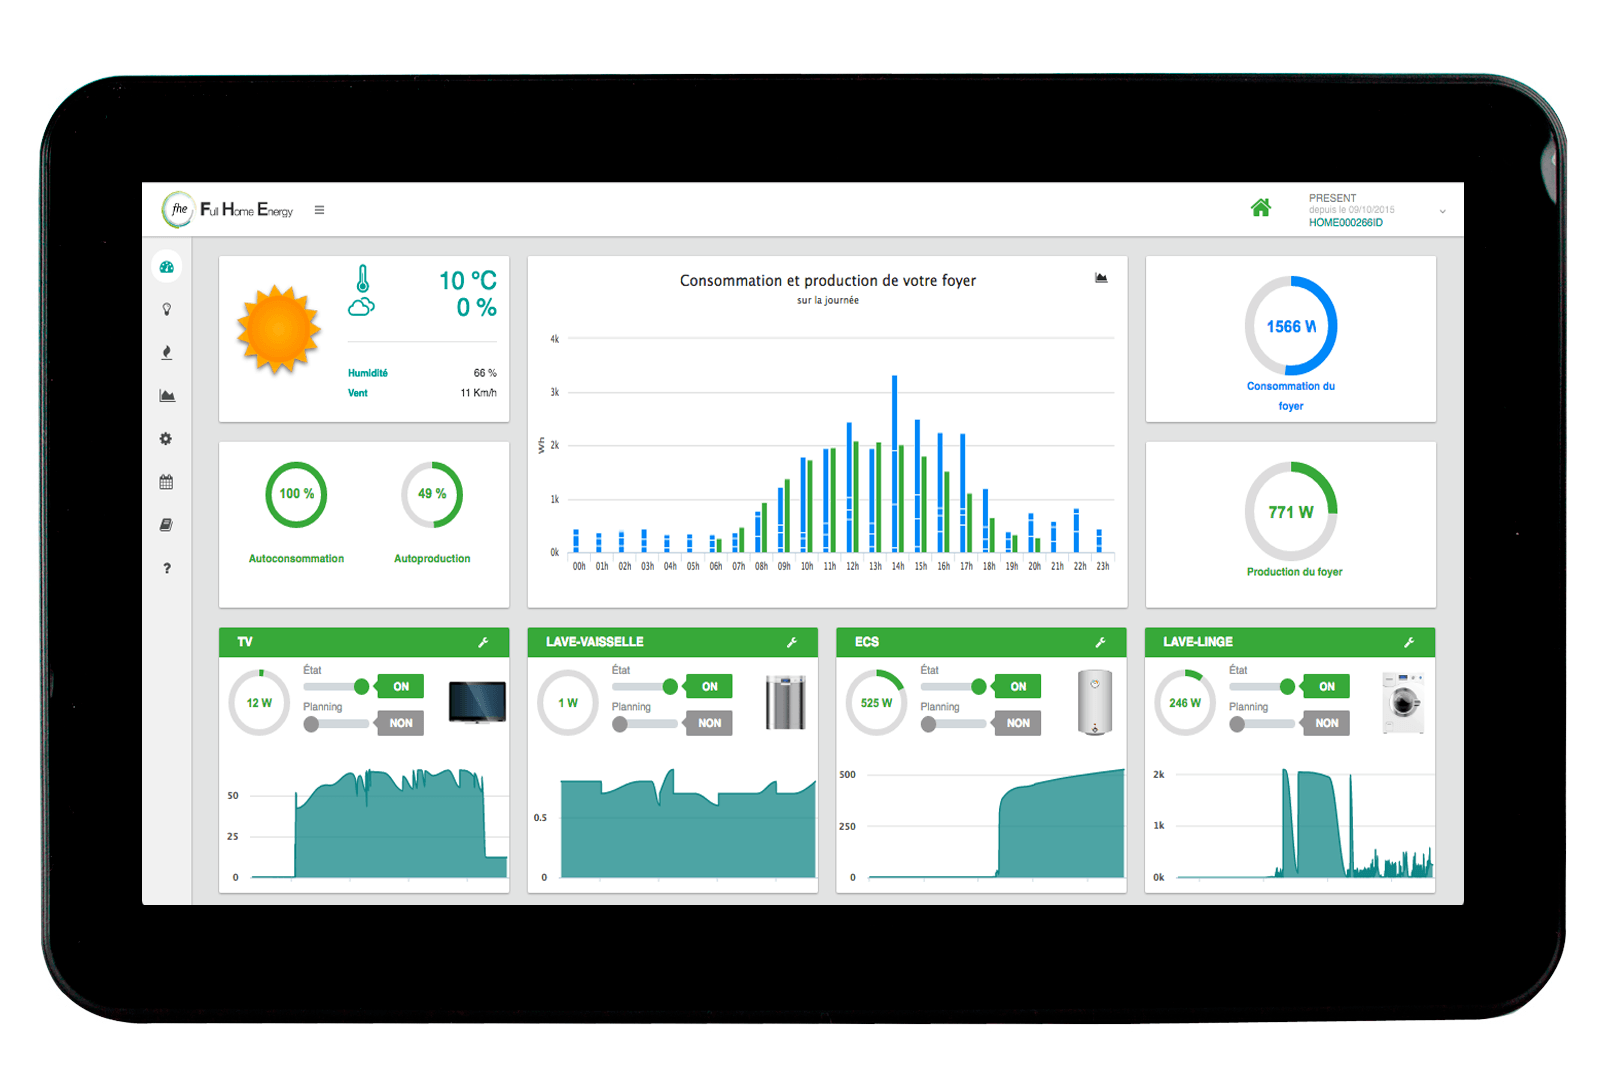 fhe Full Home Energy
PRESENT
depuis le 09/10/2015
HOME000266ID
10 °C
0 %
Humidité 66 %
Vent 11 Km/h
Consommation et production de votre foyer
sur la journée
4k
3k
2k
1k
0k
Wh
00h 01h 02h 03h 04h 05h 06h 07h 08h 09h 10h 11h 12h 13h 14h 15h 16h 17h 18h 19h 20h 21h 22h 23h
1566 W
Consommation du
foyer
100 %
49 %
Autoconsommation
Autoproduction
771 W
Production du foyer
?
TV
État
ON
12 W
Planning
NON
50
25
0
LAVE-VAISSELLE
État
ON
1 W
Planning
NON
0.5
0
ECS
État
ON
525 W
Planning
NON
500
250
0
LAVE-LINGE
État
ON
246 W
Planning
NON
2k
1k
0k